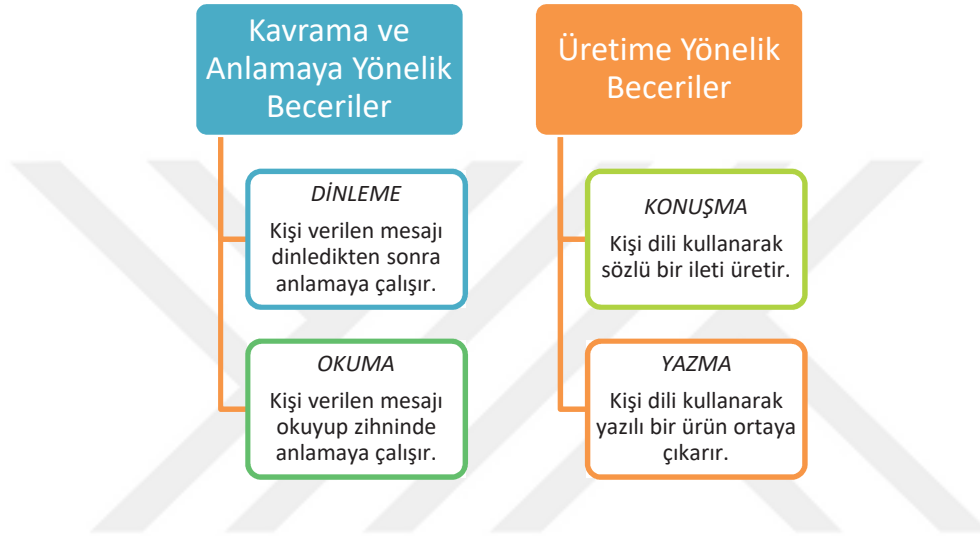 Kavrama ve
Anlamaya Yönelik
Beceriler
DİNLEME
Kişi verilen mesajı
dinledikten sonra
anlamaya çalışır.
OKUMA
Kişi verilen mesajı
okuyup zihninde
anlamaya çalışır.
Üretime Yönelik
Beceriler
KONUŞMA
Kişi dili kullanarak
sözlü bir ileti üretir.
YAZMA
Kişi dili kullanarak
yazılı bir ürün ortaya
çıkarır.